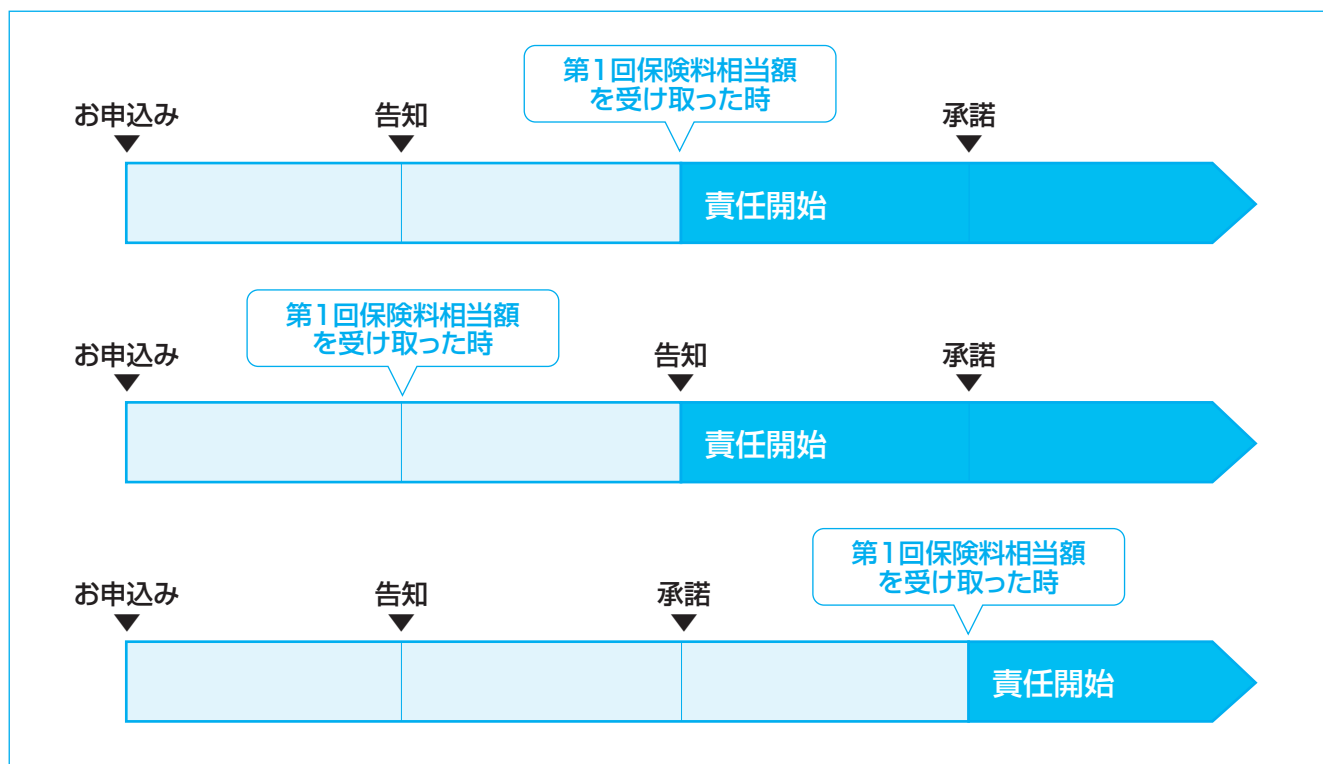 第1回保険料相当額
を受け取った時
お申込み
告知
承諾
責任開始
第1回保険料相当額
を受け取った時
お申込み
告知
承諾
責任開始
第1回保険料相当額
を受け取った時
お申込み
告知
承諾
責任開始